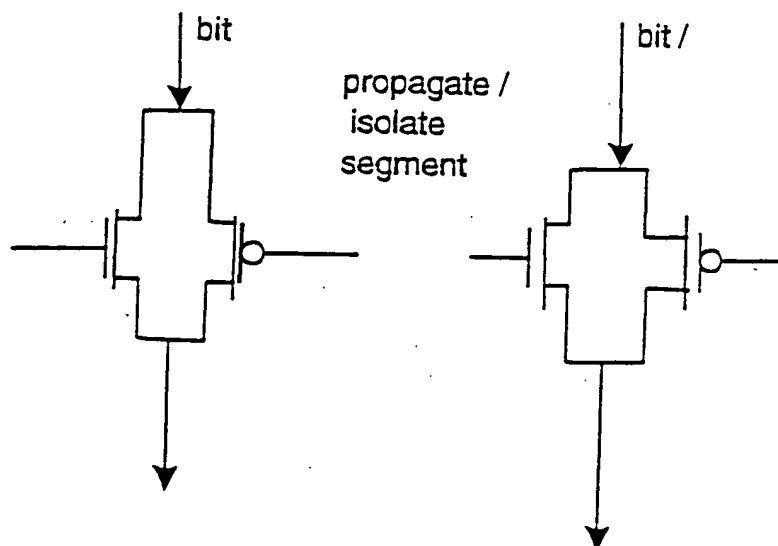 bit
propagate /
isolate
segment
bit /